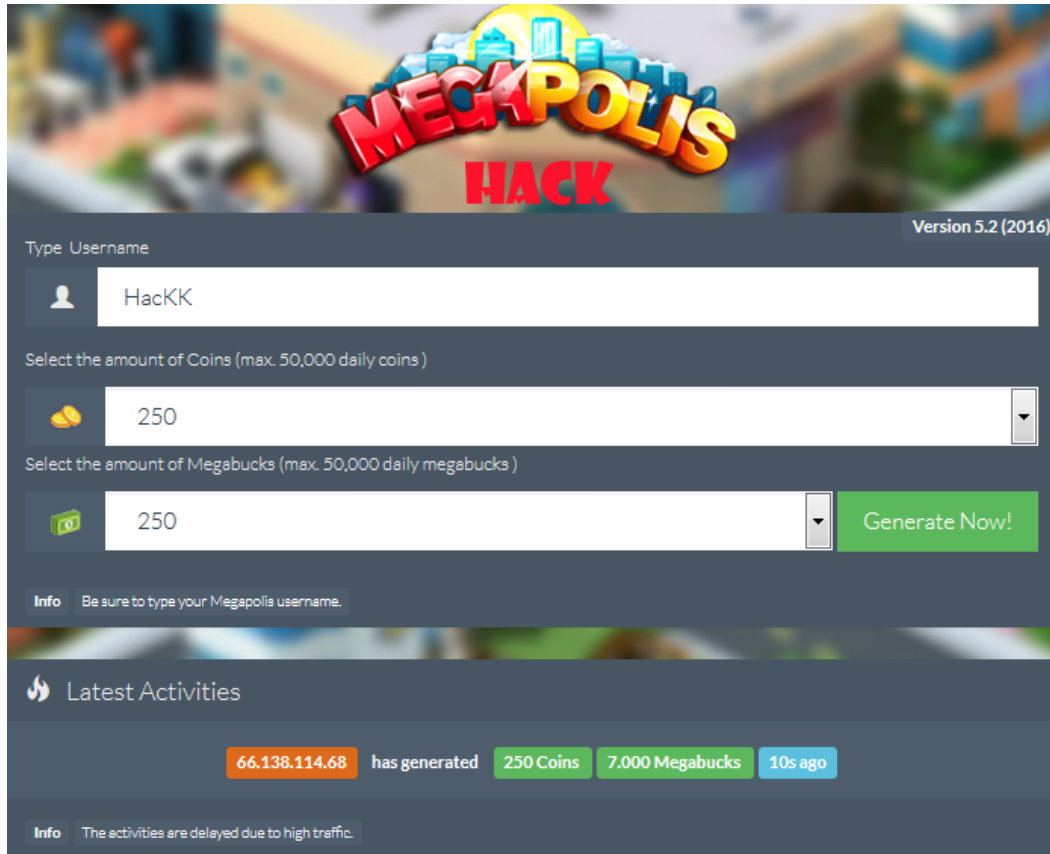 MEGAPOLIS
HACK
Version 5.2 (2016)
Type Username
HacKK
Select the amount of Coins (max. 50,000 daily coins )
250
Select the amount of Megabucks (max. 50,000 daily megabucks )
250
Generate Now!
Info Be sure to type your Megapolis username.
Latest Activities
66.138.114.68 has generated 250 Coins 7.000 Megabucks 10s ago
Info The activities are delayed due to high traffic.